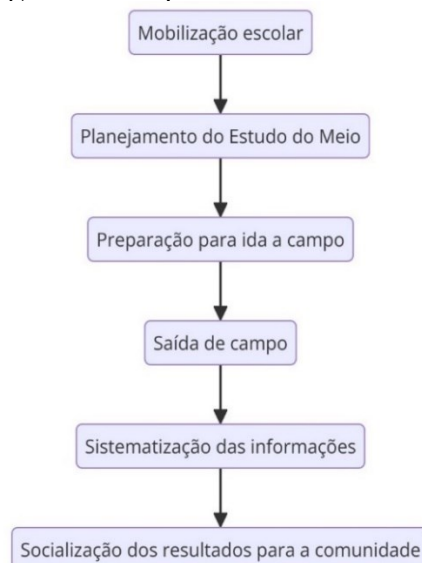 Mobilização escolar
Planejamento do Estudo do Meio
Preparação para ida a campo
Saída de campo
Sistematização das informações
Socialização dos resultados para a comunidade